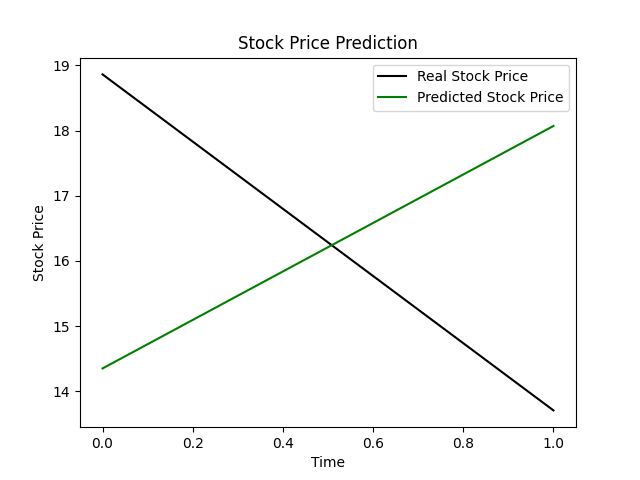 Stock Price Prediction
Real Stock Price
Predicted Stock Price
Stock Price
19
18
17
16
15
14
0.0 0.2 0.4 0.6 0.8 1.0
Time